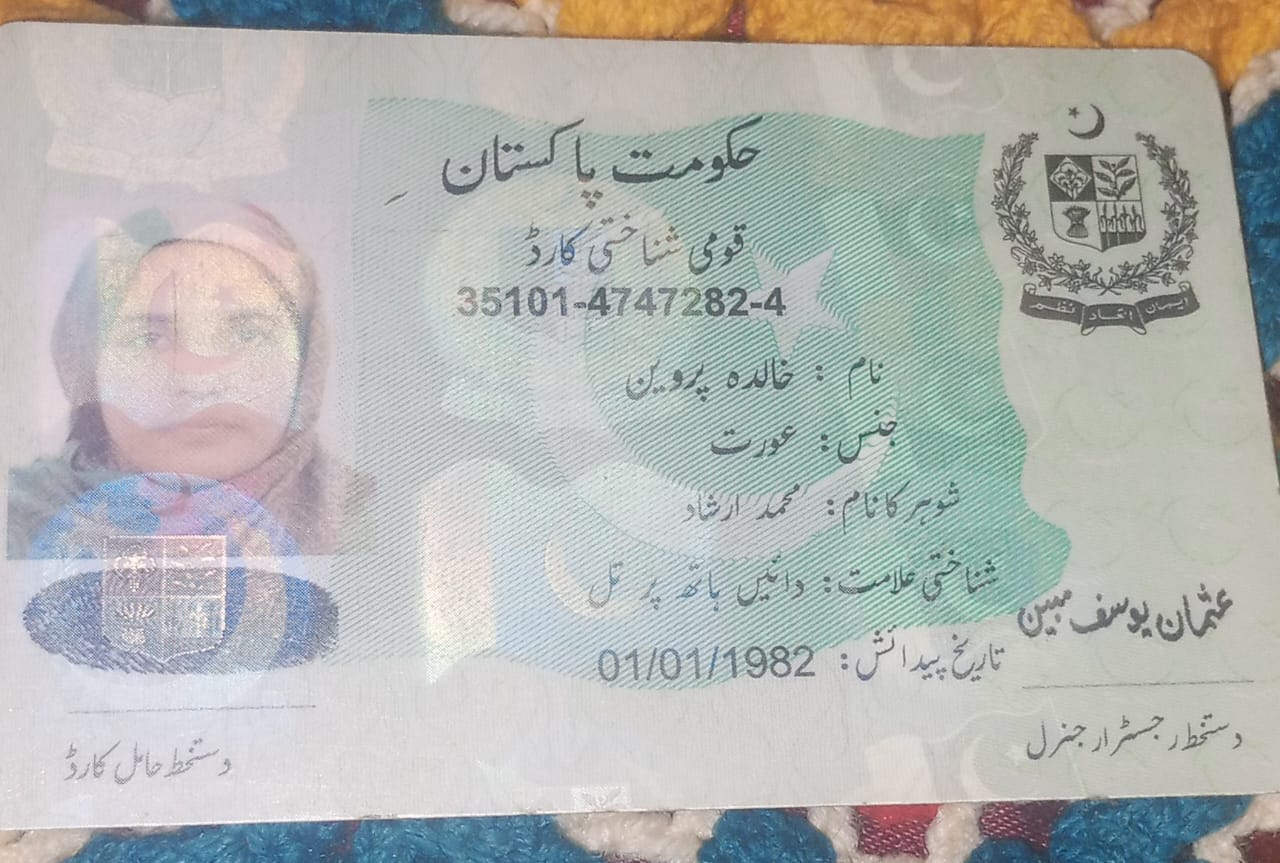 حکومت پاکستان
قومی شناختی کارڈ
35101-4747282-4
نام : خالدہ پروین
جنس: عورت
شوہر کا نام: محمد ارشاد
شناختی علامت: دائیں ہاتھ پر تل
تاریخ پیدائش: 01/01/1982
ایمان اتحاد نظم
عثمان یوسف مبین
دستخط رجسٹرار جنرل
دستخط حامل کارڈ